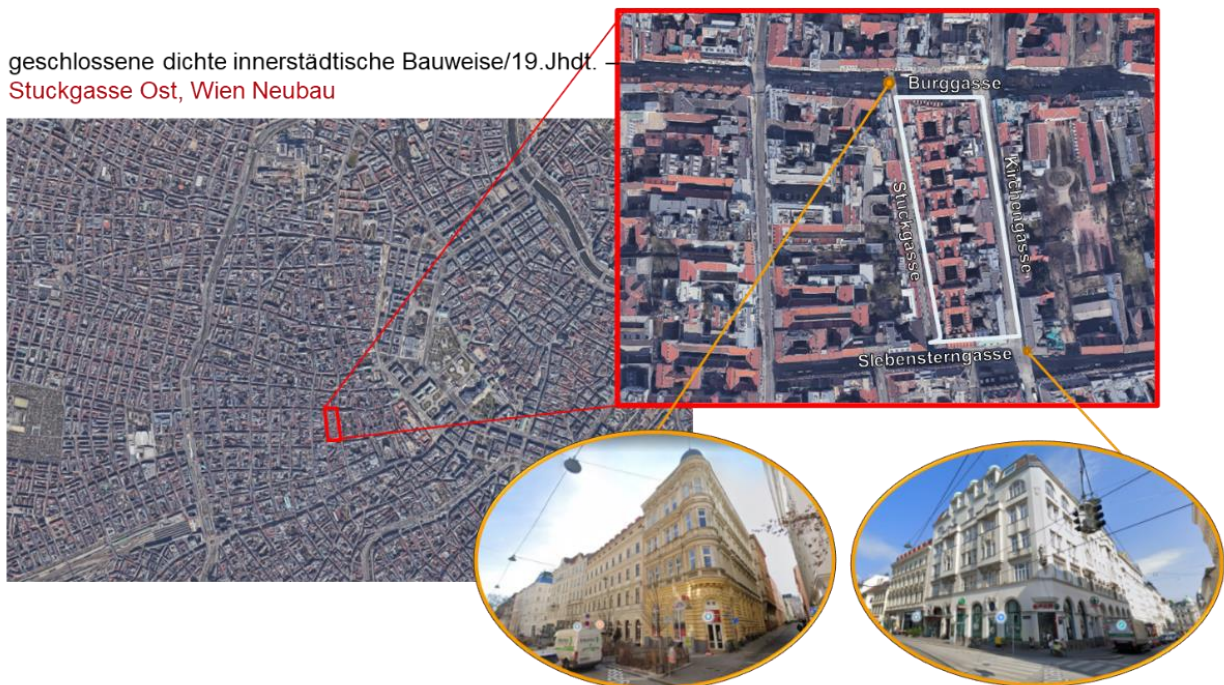 geschlossene dichte innerstädtische Bauweise/19.Jhdt. –
Stuckgasse Ost, Wien Neubau
Burggasse
Stuckgasse
Kirchengasse
Siebensterngasse